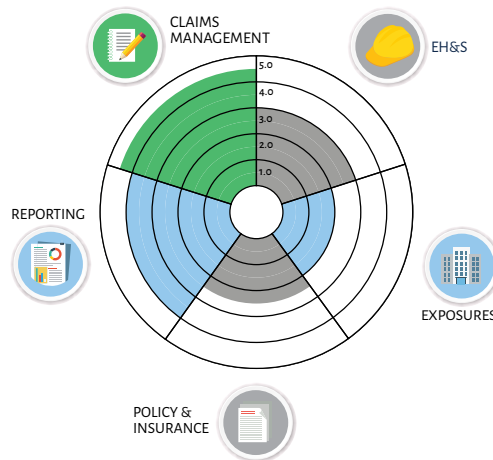 CLAIMS
MANAGEMENT
EH&S
5.0
4.0
3.0
2.0
1.0
REPORTING
EXPOSURES
POLICY &
INSURANCE